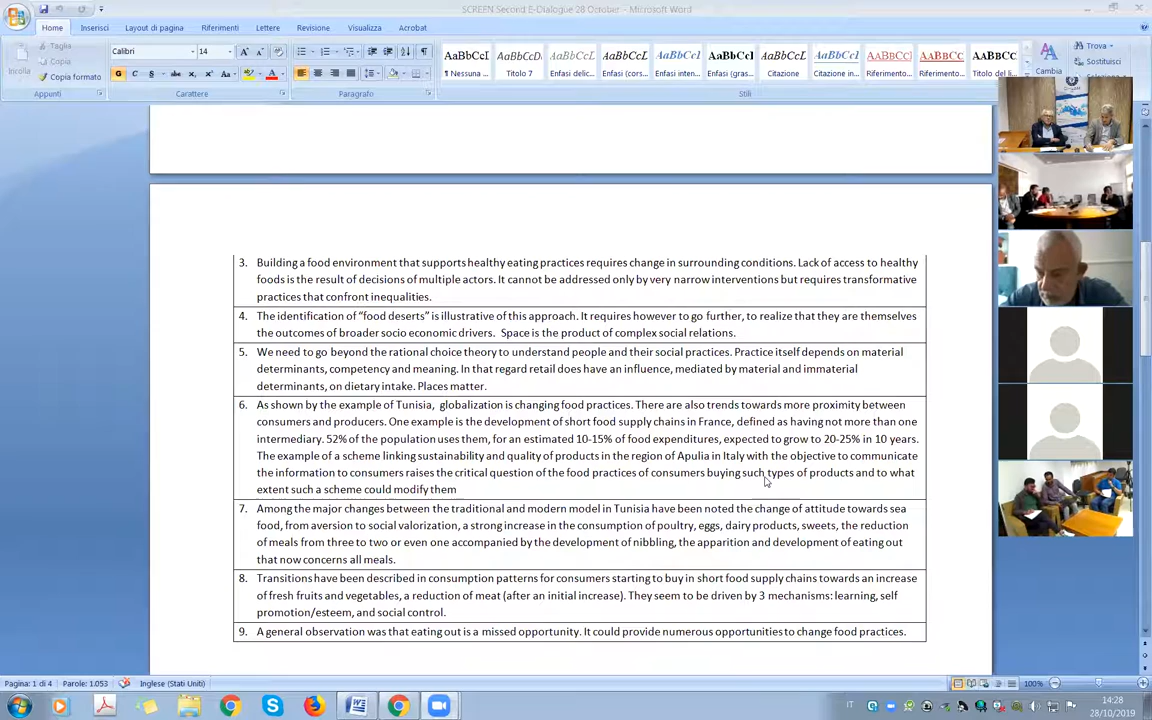 SCREEN Second E-Dialogue 28 October - Microsoft Word
Home Inserisci Layout di pagina Riferimenti Lettere Revisione Visualizza Acrobat
Taglia
Copia
Copia formato
Incolla
Calibri 14
AaBbCcI AaBbCcD AaBbCcD AaBbCcI AaBbCcI AaBbCcI AaBbCcI AaBbCcI AABBCC AABBCC AABBCC
¶ Nessuna ... Titolo 7 Enfasi delic... Enfasi (cors... Enfasi inten... Enfasi (gras... Citazione Citazione in... Riferimento... Riferimento... Titolo del li...
Cambia
Trova
Sostituisci
Appunti Carattere Paragrafo Stili
3. Building a food environment that supports healthy eating practices requires change in surrounding conditions. Lack of access to healthy
foods is the result of decisions of multiple actors. It cannot be addressed only by very narrow interventions but requires transformative
practices that confront inequalities.
4. The identification of “food deserts” is illustrative of this approach. It requires however to go further, to realize that they are themselves
the outcomes of broader socio economic drivers. Space is the product of complex social relations.
5. We need to go beyond the rational choice theory to understand people and their social practices. Practice itself depends on material
determinants, competency and meaning. In that regard retail does have an influence, mediated by material and immaterial
determinants, on dietary intake. Places matter.
6. As shown by the example of Tunisia, globalization is changing food practices. There are also trends towards more proximity between
consumers and producers. One example is the development of short food supply chains in France, defined as having not more than one
intermediary. 52% of the population uses them, for an estimated 10-15% of food expenditures, expected to grow to 20-25% in 10 years.
The example of a scheme linking sustainability and quality of products in the region of Apulia in Italy with the objective to communicate
the information to consumers raises the critical question of the food practices of consumers buying such types of products and to what
extent such a scheme could modify them
7. Among the major changes between the traditional and modern model in Tunisia have been noted the change of attitude towards sea
food, from aversion to social valorization, a strong increase in the consumption of poultry, eggs, dairy products, sweets, the reduction
of meals from three to two or even one accompanied by the development of nibbling, the apparition and development of eating out
that now concerns all meals.
8. Transitions have been described in consumption patterns for consumers starting to buy in short food supply chains towards an increase
of fresh fruits and vegetables, a reduction of meat (after an initial increase). They seem to be driven by 3 mechanisms: learning, self
promotion/esteem, and social control.
9. A general observation was that eating out is a missed opportunity. It could provide numerous opportunities to change food practices.
Pagina: 1 di 4 Parole: 1.053 Inglese (Stati Uniti) 100%
IT 14:28
28/10/2019